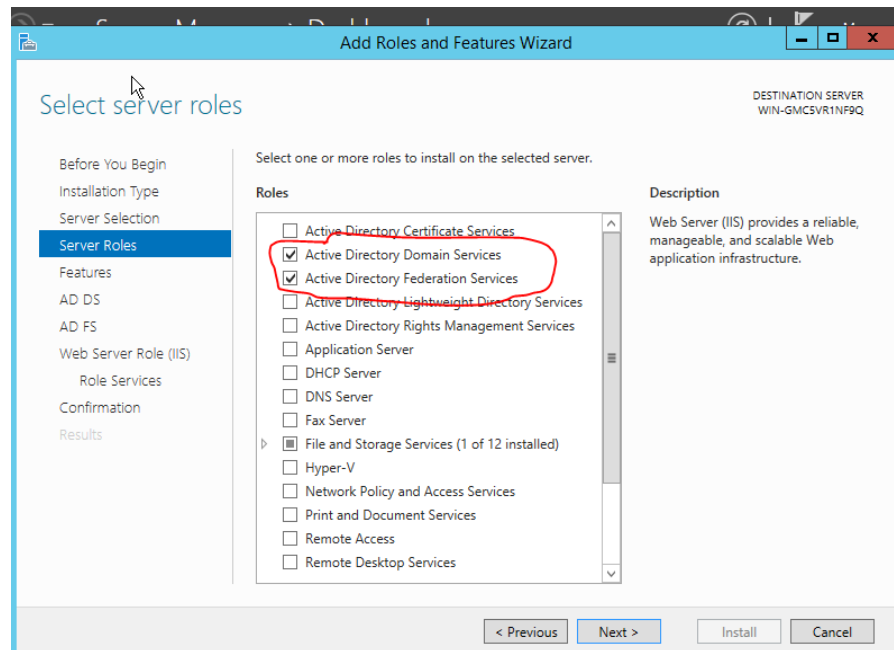 Add Roles and Features Wizard
Select server roles
DESTINATION SERVER
WIN-GMC5VR1NF9Q
Before You Begin
Installation Type
Server Selection
Server Roles
Features
AD DS
AD FS
Web Server Role (IIS)
Role Services
Confirmation
Results
Select one or more roles to install on the selected server.
Roles
Active Directory Certificate Services
Active Directory Domain Services
Active Directory Federation Services
Active Directory Lightweight Directory Services
Active Directory Rights Management Services
Application Server
DHCP Server
DNS Server
Fax Server
File and Storage Services (1 of 12 installed)
Hyper-V
Network Policy and Access Services
Print and Document Services
Remote Access
Remote Desktop Services
Description
Web Server (IIS) provides a reliable,
manageable, and scalable Web
application infrastructure.
< Previous
Next >
Install
Cancel